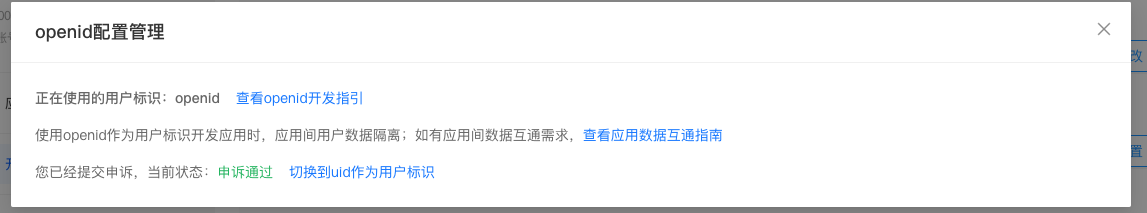 openid配置管理
正在使用的用户标识：openid 查看openid开发指引
使用openid作为用户标识开发应用时，应用间用户数据隔离；如有应用间数据互通需求，查看应用数据互通指南
您已经提交申诉，当前状态：申诉通过 切换到uid作为用户标识
改
置